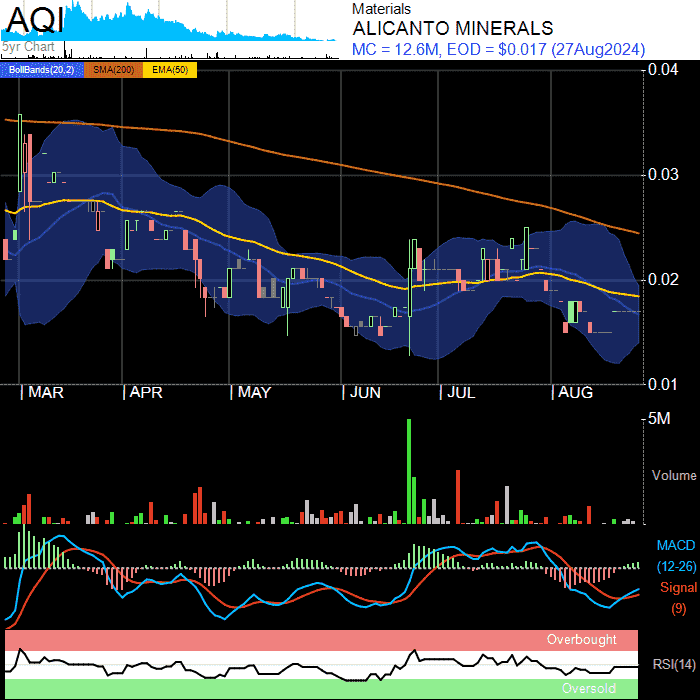 AQI
5yr Chart
Materials
ALICANTO MINERALS
MC = 12.6M, EOD = $0.017 (27Aug2024)
BollBands(20,2) SMA(200) EMA(50)
0.04
0.03
0.02
0.01
MAR APR MAY JUN JUL AUG
5M
Volume
MACD
(12-26)
Signal
(9)
Overbought
RSI(14)
Oversold